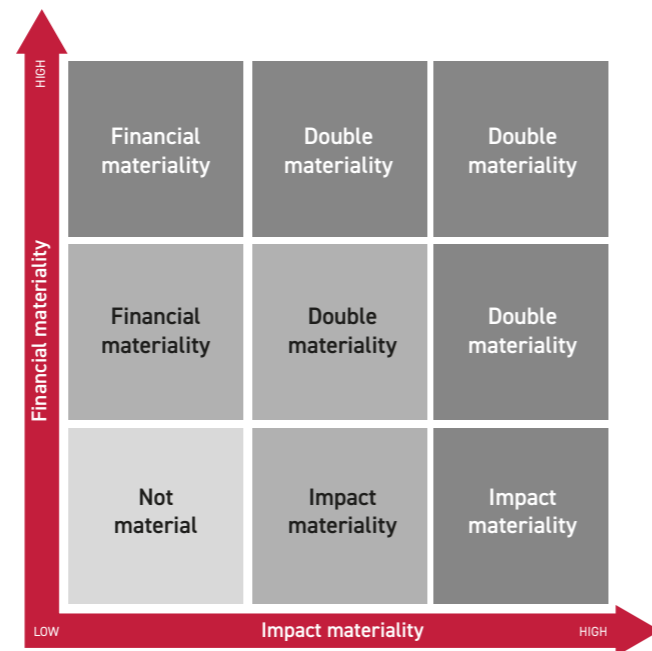 HIGH
Financial
materiality
Double
materiality
Double
materiality
Financial materiality
Financial
materiality
Double
materiality
Double
materiality
Not
material
Impact
materiality
Impact
materiality
LOW
Impact materiality
HIGH